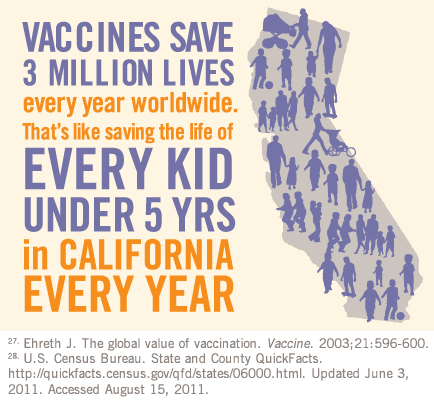 VACCINES SAVE
3 MILLION LIVES
every year worldwide.
That's like saving the life of
EVERY KID
UNDER 5 YRS
in CALIFORNIA
EVERY YEAR
27. Ehreth J. The global value of vaccination. Vaccine. 2003;21:596-600.
28. U.S. Census Bureau. State and County QuickFacts.
http://quickfacts.census.gov/qfd/states/06000.html. Updated June 3,
2011. Accessed August 15, 2011.